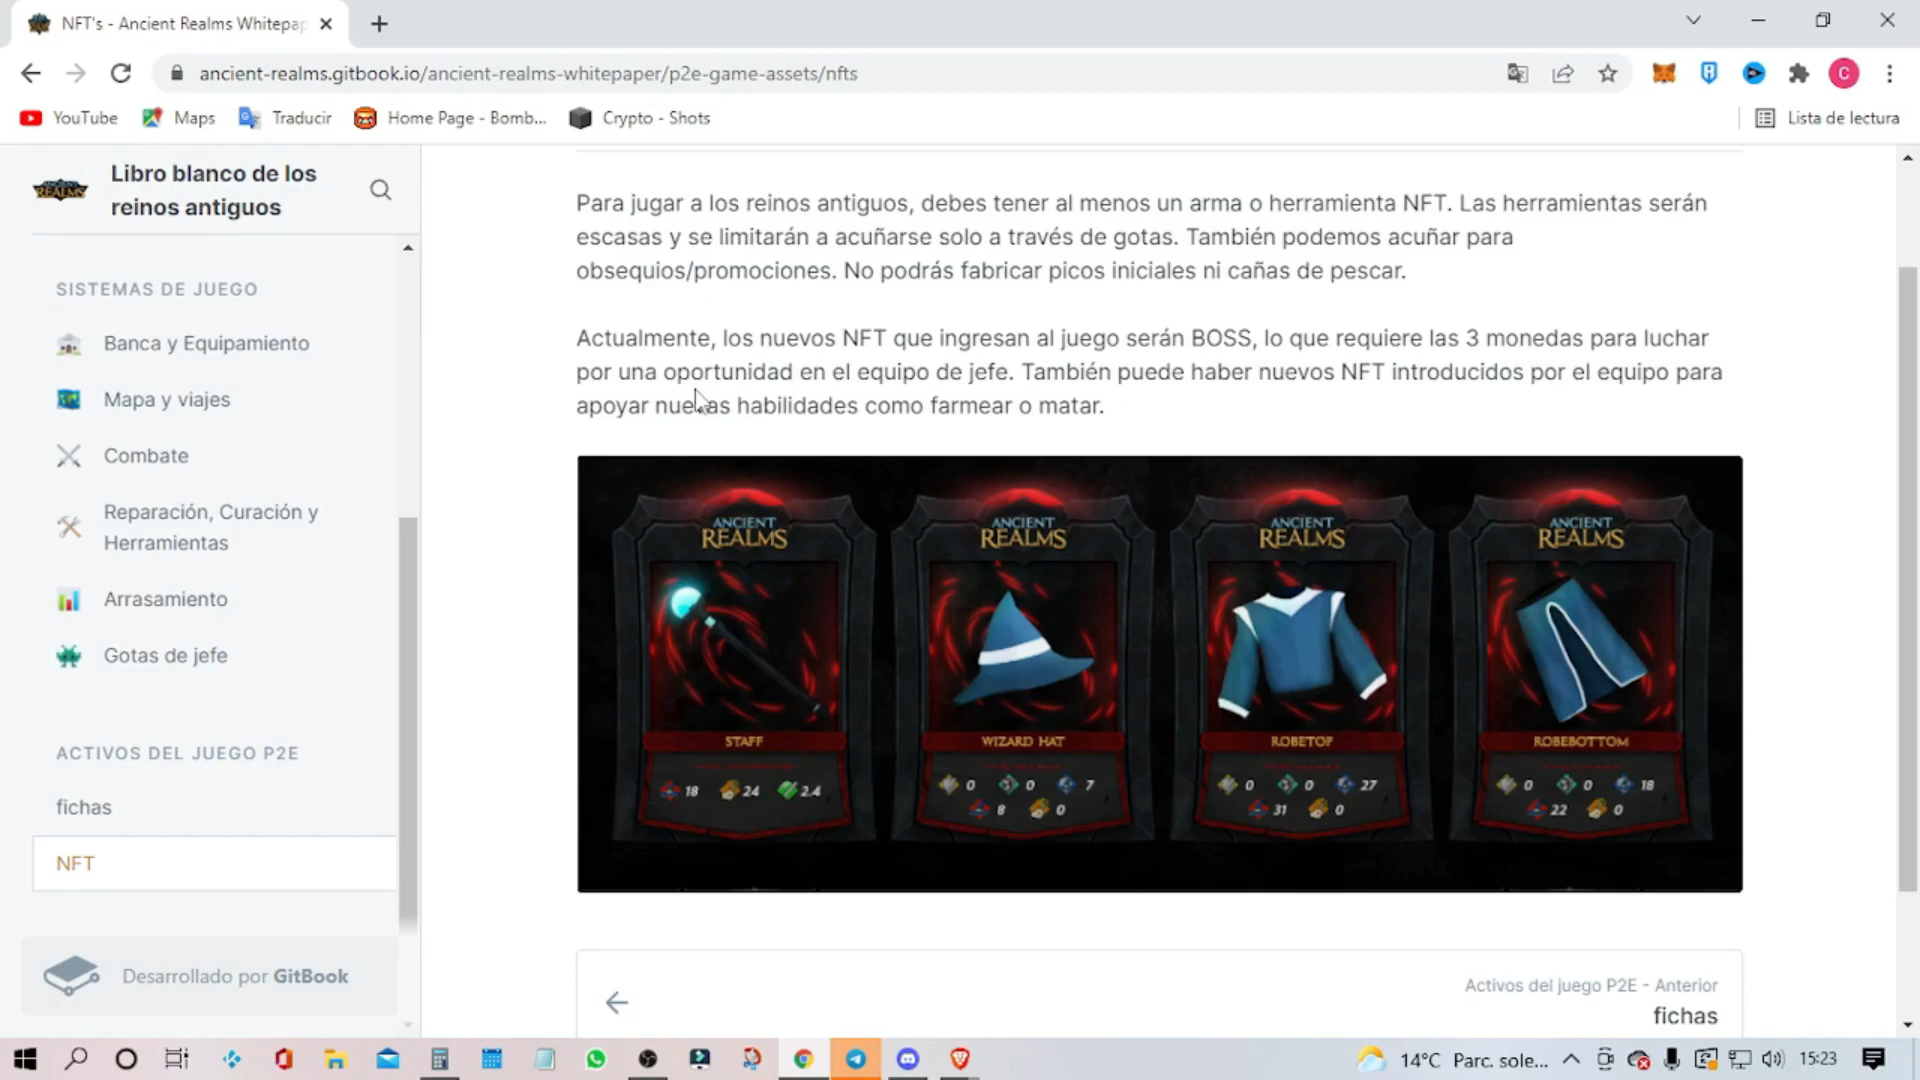 NFT's - Ancient Realms Whitepap
ancient-realms.gitbook.io/ancient-realms-whitepaper/p2e-game-assets/nfts
C
YouTube
Maps
Traducir
Home Page - Bomb...
Crypto - Shots
Lista de lectura
ANCIENT REALMS
Libro blanco de los
reinos antiguos
SISTEMAS DE JUEGO
Banca y Equipamiento
Mapa y viajes
Combate
Reparación, Curación y
Herramientas
Arrasamiento
Gotas de jefe
ACTIVOS DEL JUEGO P2E
fichas
NFT
Desarrollado por GitBook
Para jugar a los reinos antiguos, debes tener al menos un arma o herramienta NFT. Las herramientas serán
escasas y se limitarán a acuñarse solo a través de gotas. También podemos acuñar para
obsequios/promociones. No podrás fabricar picos iniciales ni cañas de pescar.
Actualmente, los nuevos NFT que ingresan al juego serán BOSS, lo que requiere las 3 monedas para luchar
por una oportunidad en el equipo de jefe. También puede haber nuevos NFT introducidos por el equipo para
apoyar nuevas habilidades como farmear o matar.
ANCIENT REALMS
STAFF
18 24 2.4
ANCIENT REALMS
WIZARD HAT
0 0 7
8 0
ANCIENT REALMS
ROBETOP
0 0 27
31 0
ANCIENT REALMS
ROBEBOTTOM
0 0 18
22 0
Activos del juego P2E - Anterior
fichas
14°C Parc. sole...
15:23